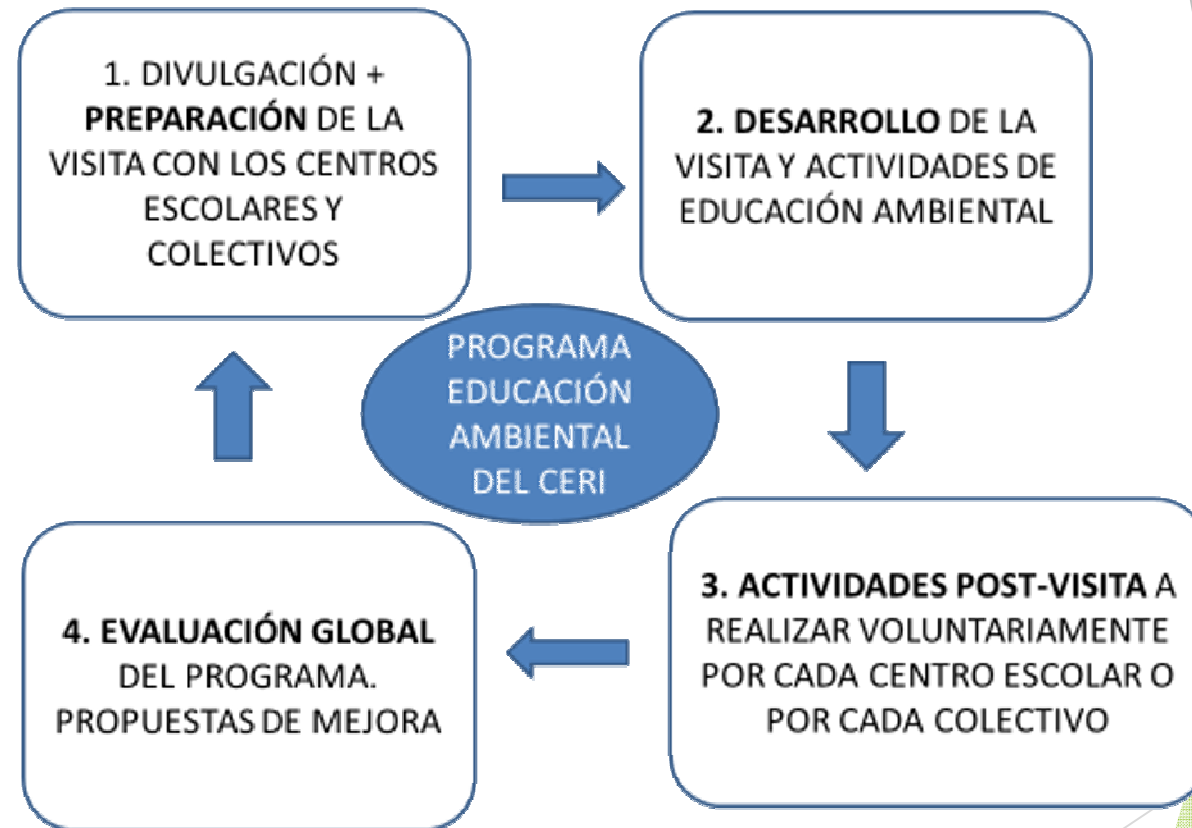 1. DIVULGACIÓN +
PREPARACIÓN DE LA
VISITA CON LOS CENTROS
ESCOLARES Y
COLECTIVOS
2. DESARROLLO DE LA
VISITA Y ACTIVIDADES DE
EDUCACIÓN AMBIENTAL
PROGRAMA
EDUCACIÓN
AMBIENTAL
DEL CERI
3. ACTIVIDADES POST-VISITA A
REALIZAR VOLUNTARIAMENTE
POR CADA CENTRO ESCOLAR O
POR CADA COLECTIVO
4. EVALUACIÓN GLOBAL
DEL PROGRAMA.
PROPUESTAS DE MEJORA